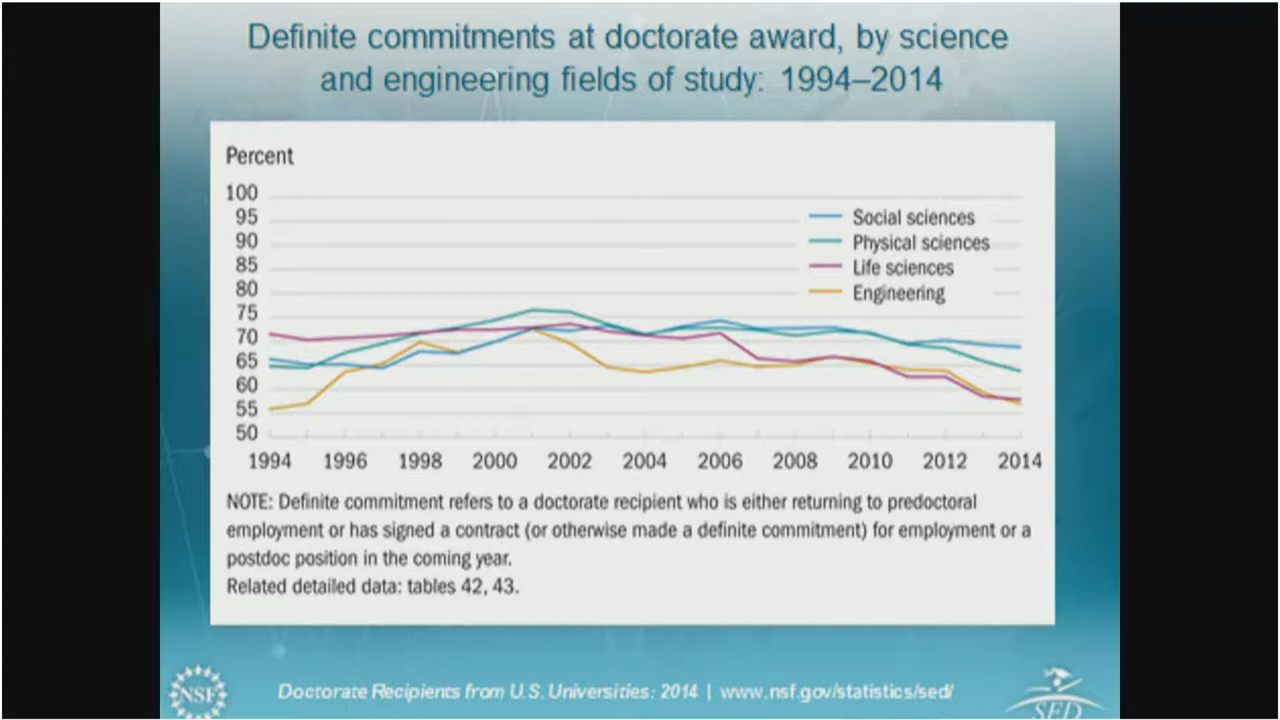 Definite commitments at doctorate award, by science
and engineering fields of study: 1994–2014
Percent
100
95
90
85
80
75
70
65
60
55
50
Social sciences
Physical sciences
Life sciences
Engineering
1994 1996 1998 2000 2002 2004 2006 2008 2010 2012 2014
NOTE: Definite commitment refers to a doctorate recipient who is either returning to predoctoral
employment or has signed a contract (or otherwise made a definite commitment) for employment or a
postdoc position in the coming year.
Related detailed data: tables 42, 43.
NSF
Doctorate Recipients from U.S. Universities: 2014 | www.nsf.gov/statistics/sed/
SED